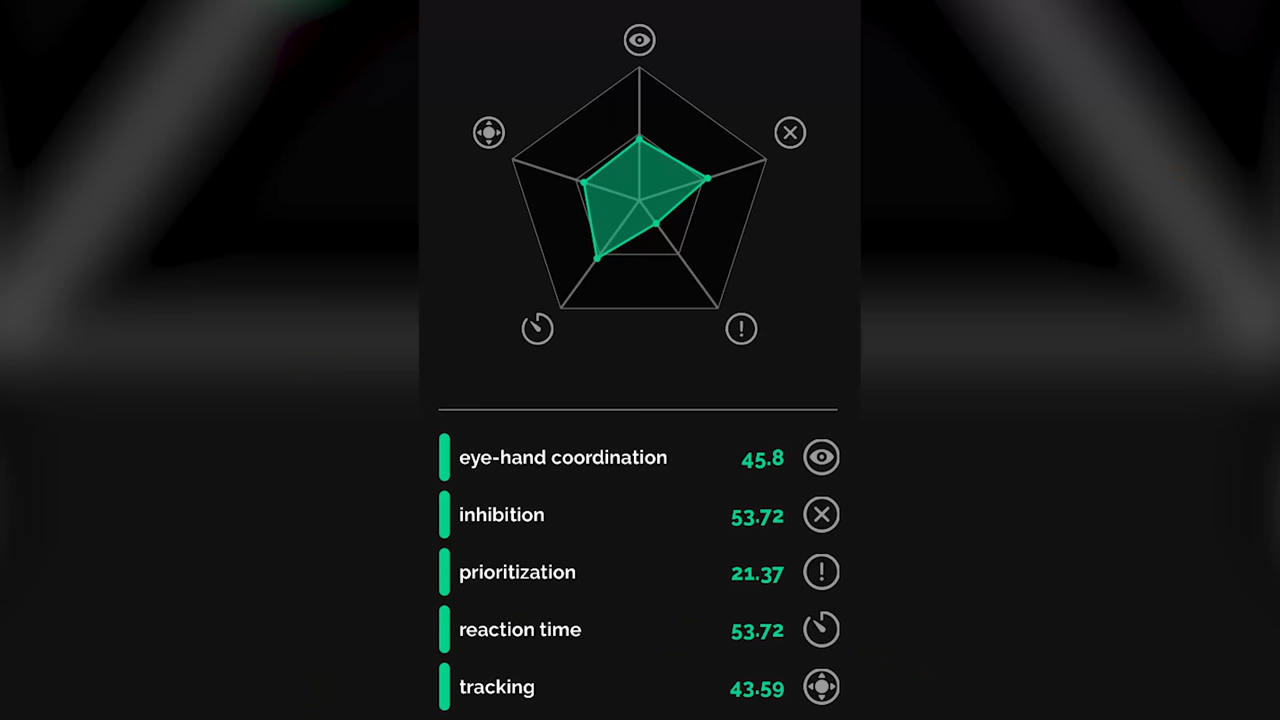 eye-hand coordination 45.8
inhibition 53.72
prioritization 21.37
reaction time 53.72
tracking 43.59